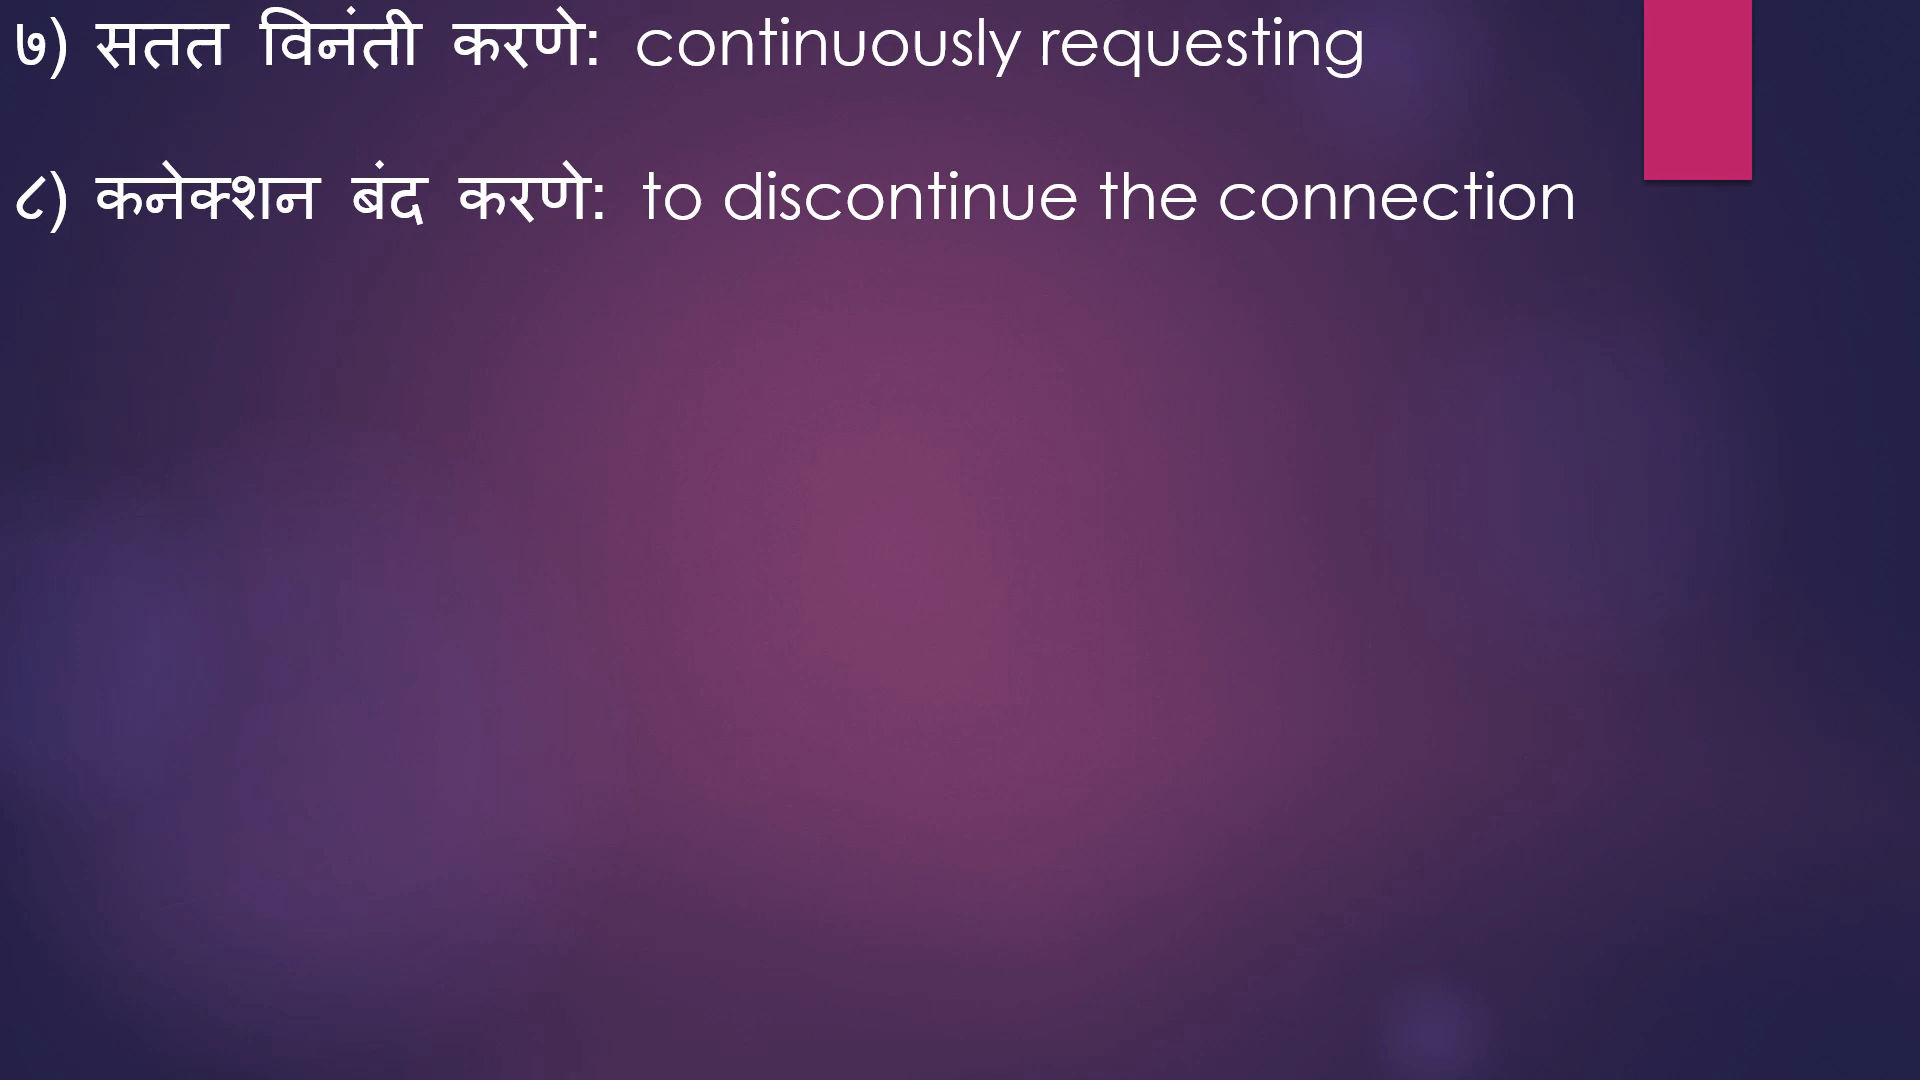 ७) सतत विनंती करणे: continuously requesting
८) कनेक्शन बंद करणे: to discontinue the connection